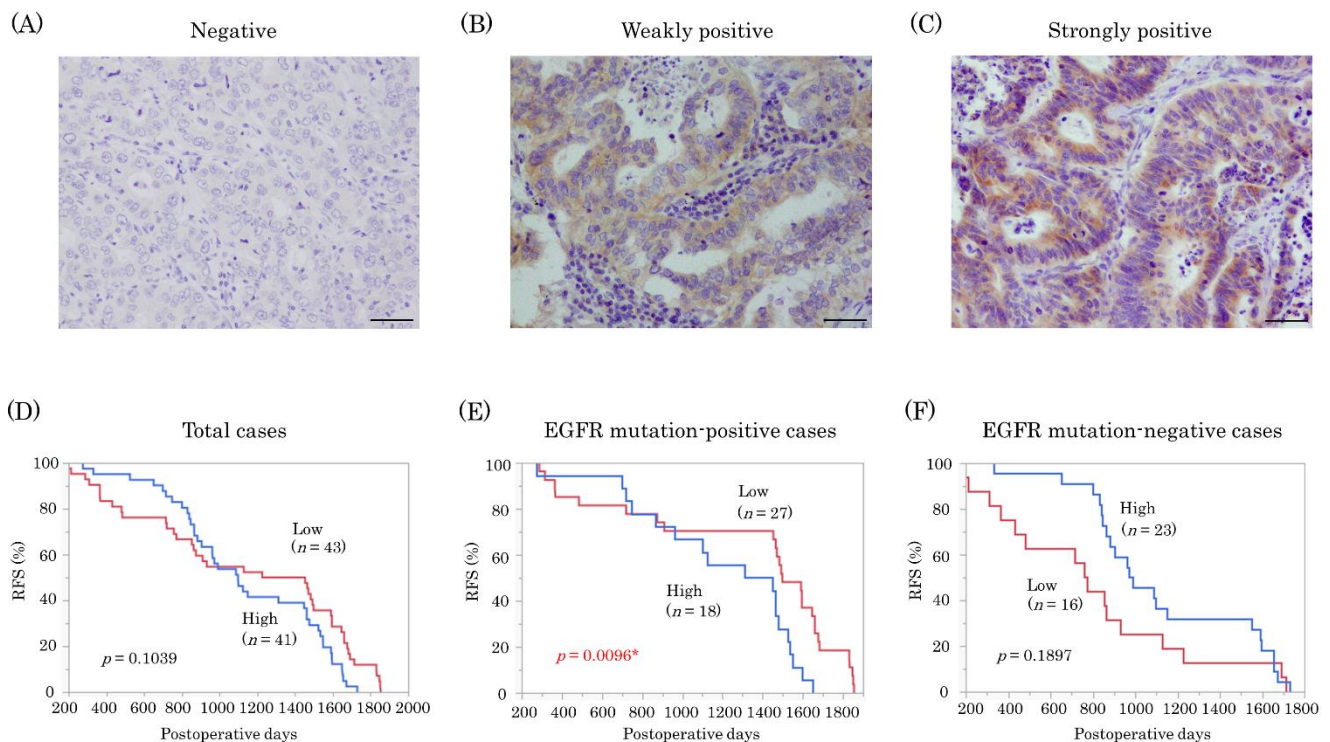 (A)
Negative
(B)
Weakly positive
(C)
Strongly positive
(D)
Total cases
RFS (%)
100
80
60
40
20
0
Low
(n = 43)
High
(n = 41)
p = 0.1039
200 400 600 800 1000 1200 1400 1600 1800 2000
Postoperative days
(E)
EGFR mutation-positive cases
RFS (%)
100
80
60
40
20
0
Low
(n = 27)
High
(n = 18)
p = 0.0096*
200 400 600 800 1000 1200 1400 1600 1800
Postoperative days
(F)
EGFR mutation-negative cases
RFS (%)
100
80
60
40
20
0
High
(n = 23)
Low
(n = 16)
p = 0.1897
200 400 600 800 1000 1200 1400 1600 1800
Postoperative days